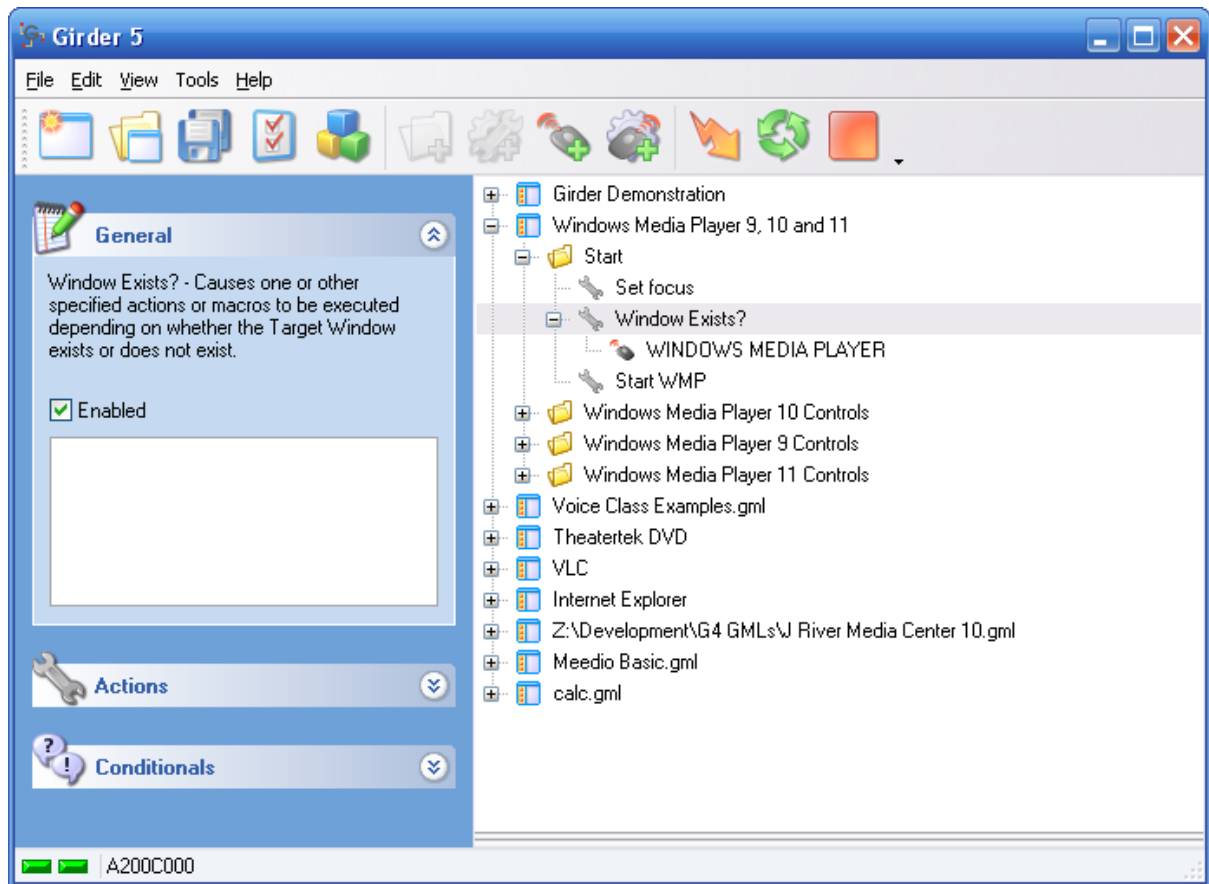 Girder 5
File Edit View Tools Help
General
Window Exists? - Causes one or other
specified actions or macros to be executed
depending on whether the Target Window
exists or does not exist.
Enabled
Actions
Conditionals
Girder Demonstration
Windows Media Player 9, 10 and 11
Start
Set focus
Window Exists?
WINDOWS MEDIA PLAYER
Start WMP
Windows Media Player 10 Controls
Windows Media Player 9 Controls
Windows Media Player 11 Controls
Voice Class Examples.gml
Theatertek DVD
VLC
Internet Explorer
Z:\Development\G4 GMLs\J River Media Center 10.gml
Meedio Basic.gml
calc.gml
A200C000